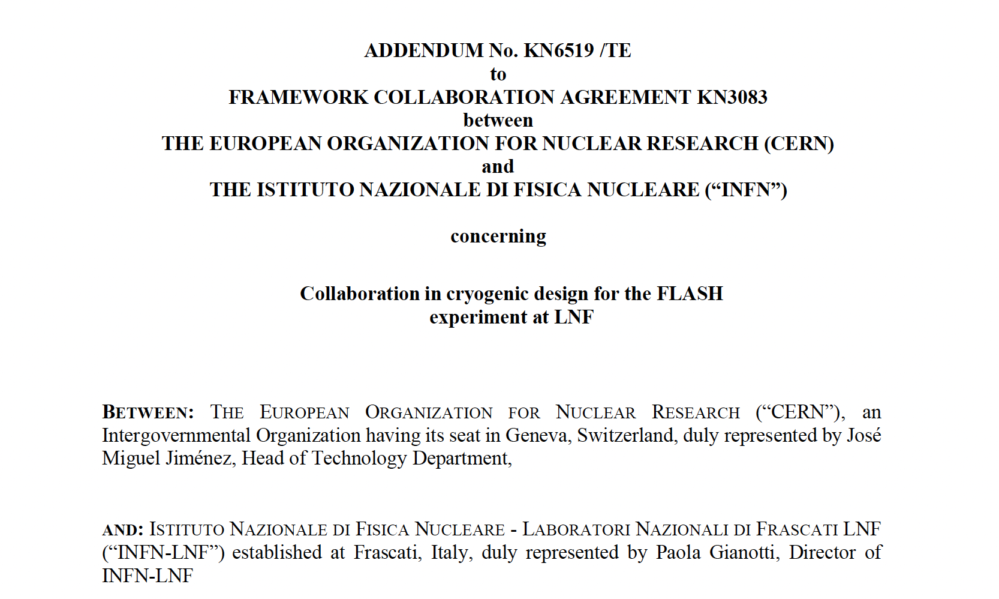 ADDENDUM No. KN6519 /TE
to
FRAMEWORK COLLABORATION AGREEMENT KN3083
between
THE EUROPEAN ORGANIZATION FOR NUCLEAR RESEARCH (CERN)
and
THE ISTITUTO NAZIONALE DI FISICA NUCLEARE (“INFN”)
concerning
Collaboration in cryogenic design for the FLASH
experiment at LNF
BETWEEN: THE EUROPEAN ORGANIZATION FOR NUCLEAR RESEARCH (“CERN”), an
Intergovernmental Organization having its seat in Geneva, Switzerland, duly represented by José
Miguel Jiménez, Head of Technology Department,
AND: ISTITUTO NAZIONALE DI FISICA NUCLEARE - LABORATORI NAZIONALI DI FRASCATI LNF
(“INFN-LNF”) established at Frascati, Italy, duly represented by Paola Gianotti, Director of
INFN-LNF